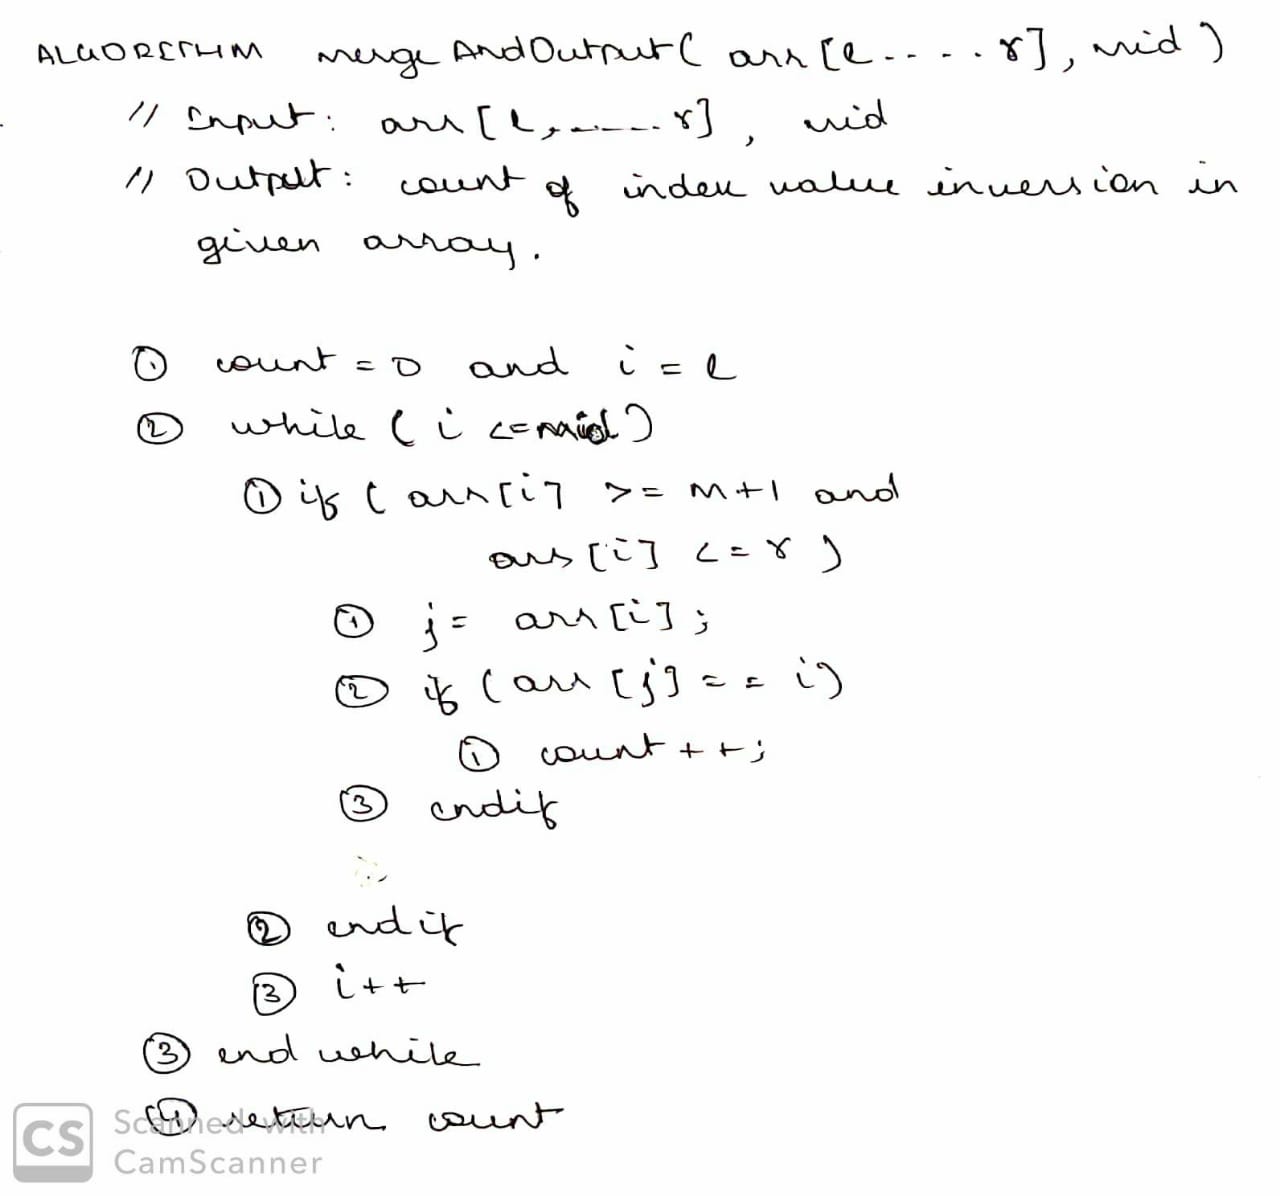 ALGORITHM mergeAndOutput( arr[l.....r], mid )
// Input: arr[l,.....r], mid
// Output: count of index value inversion in
given array.
① count = 0 and i = l
② while ( i <= mid )
① if ( arr[i] >= m+1 and
arr[i] <= r )
① j = arr[i];
② if (arr[j] == i)
① count++;
③ endif
② endif
③ i++
③ end while
④ return count
CS Scanned with
CamScanner